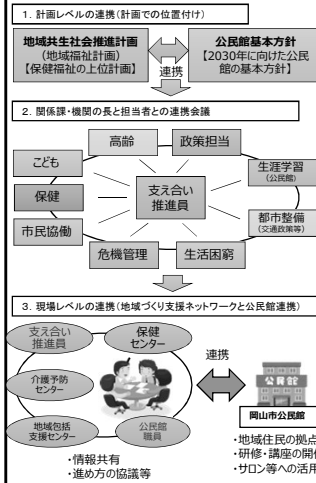 1. 計画レベルの連携(計画での位置付け)
地域共生社会推進計画
(地域福祉計画)
【保健福祉の上位計画】
連携
公民館基本方針
【2030年に向けた公民
館の基本方針】
2. 関係課・機関の長と担当者との連携会議
高齢
政策担当
こども
生涯学習
(公民館)
保健
支え合い
推進員
市民協働
都市整備
(交通政策等)
危機管理
生活困窮
3. 現場レベルの連携(地域づくり支援ネットワークと公民館連携)
支え合い
推進員
保健
センター
介護予防
センター
地域包括
支援センター
公民館
職員
連携
公民館
岡山市公民館
・情報共有
・進め方の協議等
・地域住民の拠点
・研修・講座の開
・サロン等への活用